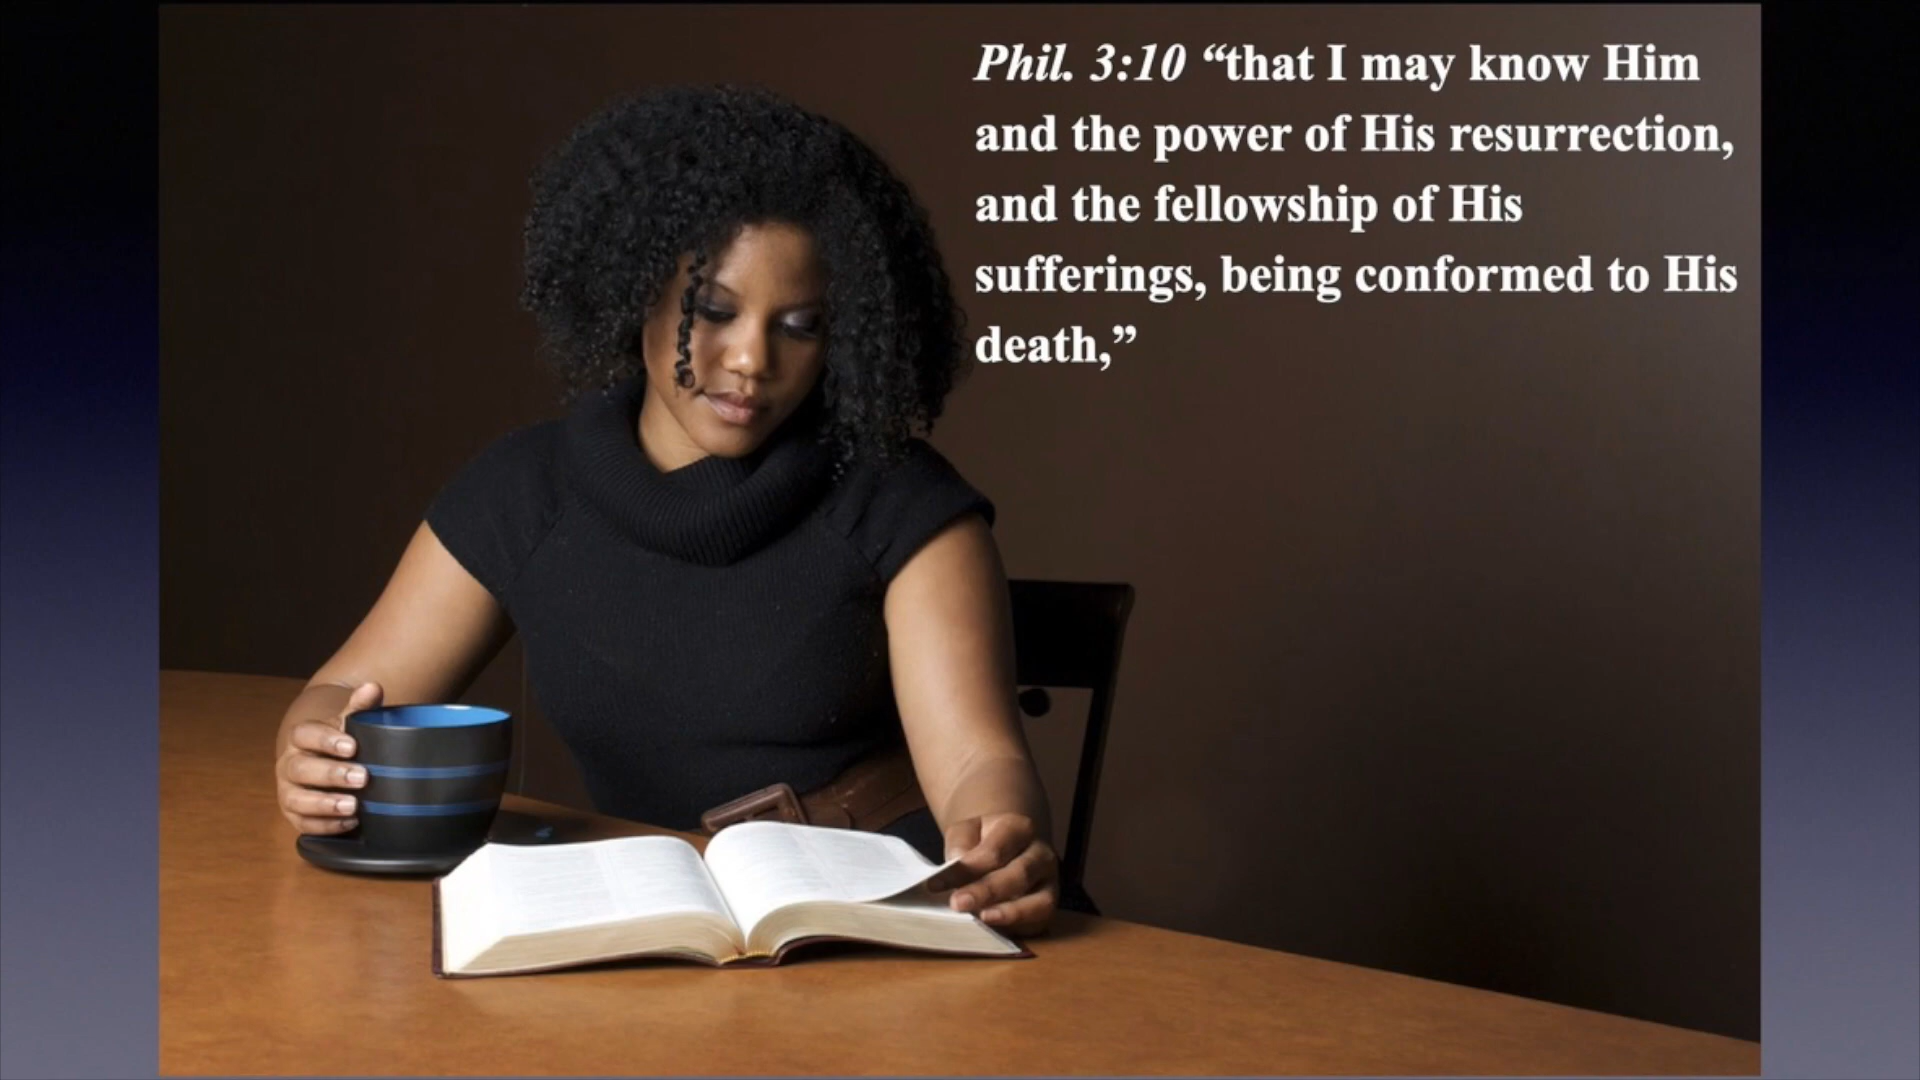 Phil. 3:10 “that I may know Him
and the power of His resurrection,
and the fellowship of His
sufferings, being conformed to His
death,”